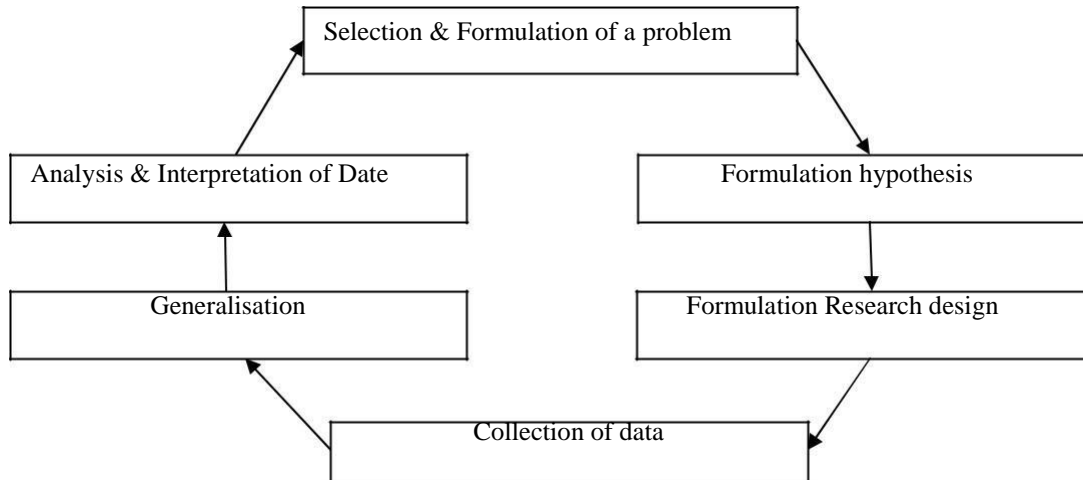 Selection & Formulation of a problem
Analysis & Interpretation of Date
Formulation hypothesis
Generalisation
Formulation Research design
Collection of data